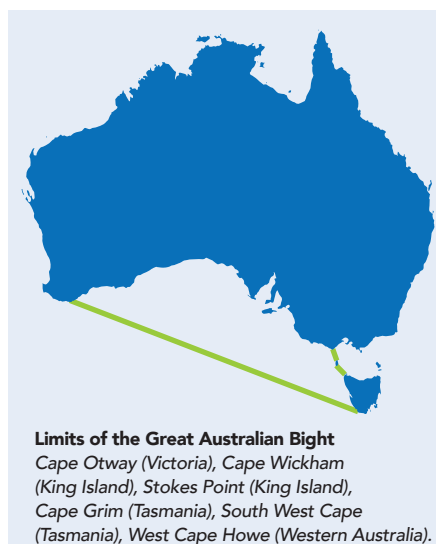 Limits of the Great Australian Bight
Cape Otway (Victoria), Cape Wickham
(King Island), Stokes Point (King Island),
Cape Grim (Tasmania), South West Cape
(Tasmania), West Cape Howe (Western Australia).